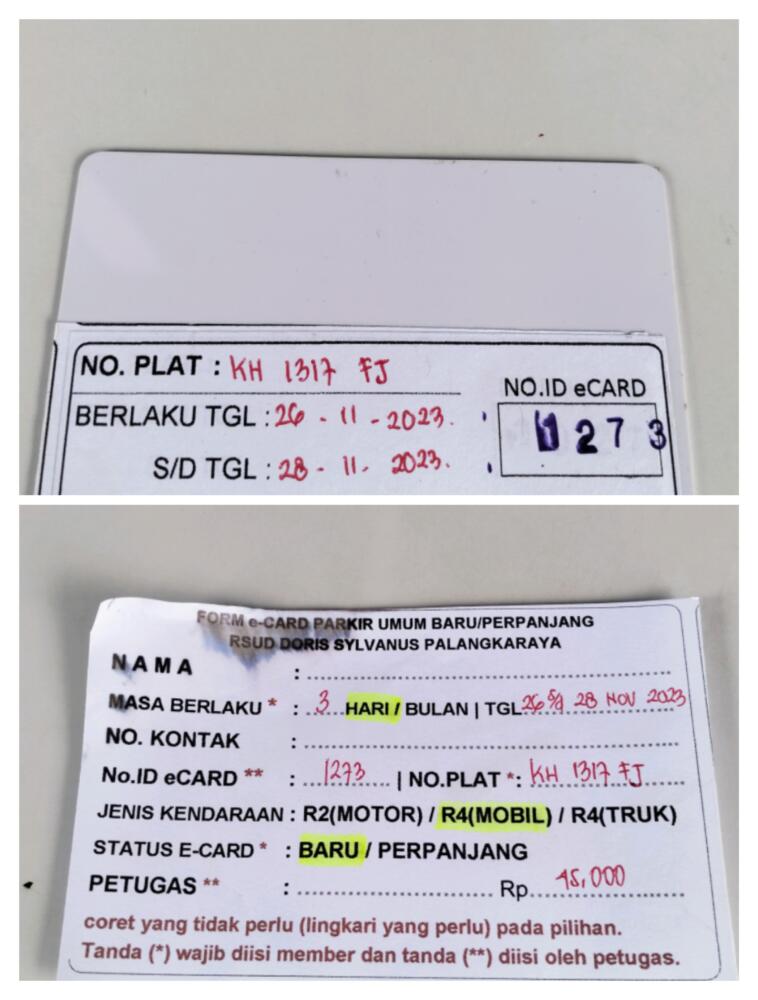 NO. PLAT : KH 1317 FJ
BERLAKU TGL : 26 - 11 - 2023.
S/D TGL : 28 - 11 - 2023.
NO.ID eCARD
1273
FORM e-CARD PARKIR UMUM BARU/PERPANJANG
RSUD DORIS SYLVANUS PALANGKARAYA
NAMA : ........................................
MASA BERLAKU * : ..3... HARI / BULAN | TGL 26 S/d 28 NOV 2023
NO. KONTAK : ........................................
No.ID eCARD ** : ...1273.... | NO.PLAT *: KH 1317 FJ
JENIS KENDARAAN : R2(MOTOR) / R4(MOBIL) / R4(TRUK)
STATUS E-CARD * : BARU / PERPANJANG
PETUGAS ** : .............................. Rp...45,000
coret yang tidak perlu (lingkari yang perlu) pada pilihan.
Tanda (*) wajib diisi member dan tanda (**) diisi oleh petugas.